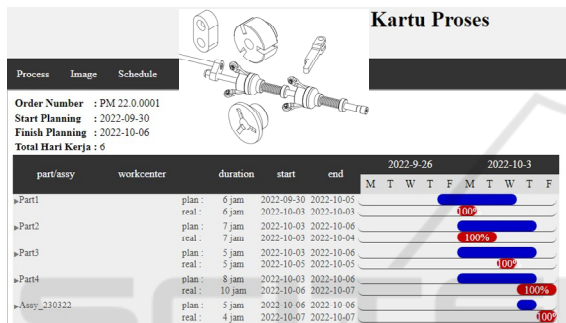 Kartu Proses
Process Image Schedule
Order Number : PM 22.0.0001
Start Planning : 2022-09-30
Finish Planning : 2022-10-06
Total Hari Kerja : 6
part/assy workcenter duration start end 2022-9-26 2022-10-3
M T W T F M T W T F
Part1 plan : 6 jam 2022-09-30 2022-10-05
real : 6 jam 2022-10-03 2022-10-03 100%
Part2 plan : 7 jam 2022-10-03 2022-10-06
real : 7 jam 2022-10-03 2022-10-04 100%
Part3 plan : 5 jam 2022-10-03 2022-10-06
real : 5 jam 2022-10-05 2022-10-05 100%
Part4 plan : 8 jam 2022-10-03 2022-10-06
real : 10 jam 2022-10-06 2022-10-07 100%
Assy_230322 plan : 5 jam 2022-10-06 2022-10-06
real : 4 jam 2022-10-07 2022-10-07 100%